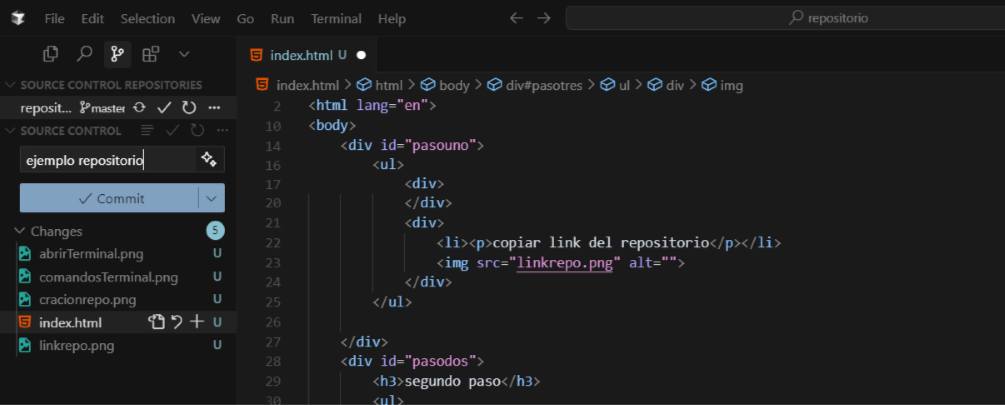 File Edit Selection View Go Run Terminal Help repositorio
index.html U
SOURCE CONTROL REPOSITORIES
reposit... master ...
SOURCE CONTROL ...
ejemplo repositorio
Commit
Changes 5
abrirTerminal.png U
comandosTerminal.png U
cracionrepo.png U
index.html U
linkrepo.png U
index.html > html > body > div#pasotres > ul > div > img
2 <html lang="en">
10 <body>
14 <div id="pasouno">
16 <ul>
17 <div>
20 </div>
21 <div>
22 <li><p>copiar link del repositorio</p></li>
23 <img src="linkrepo.png" alt="">
24 </div>
25 </ul>
26
27 </div>
28 <div id="pasodos">
29 <h3>segundo paso</h3>
30 <ul>